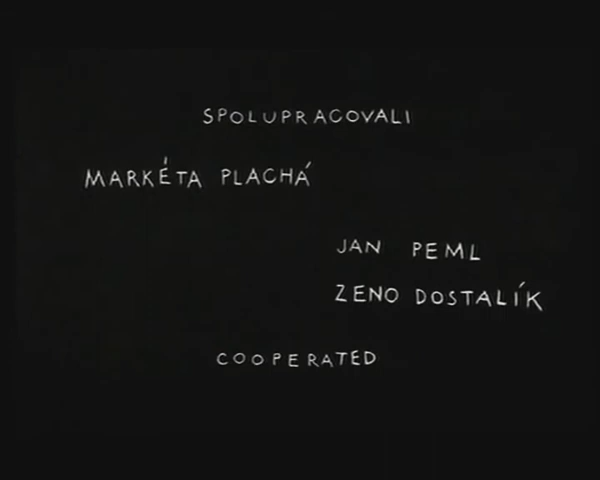 SPOLUPRACOVALI
MARKÉTA PLACHÁ
JAN PEML
ZENO DOSTALÍK
COOPERATED